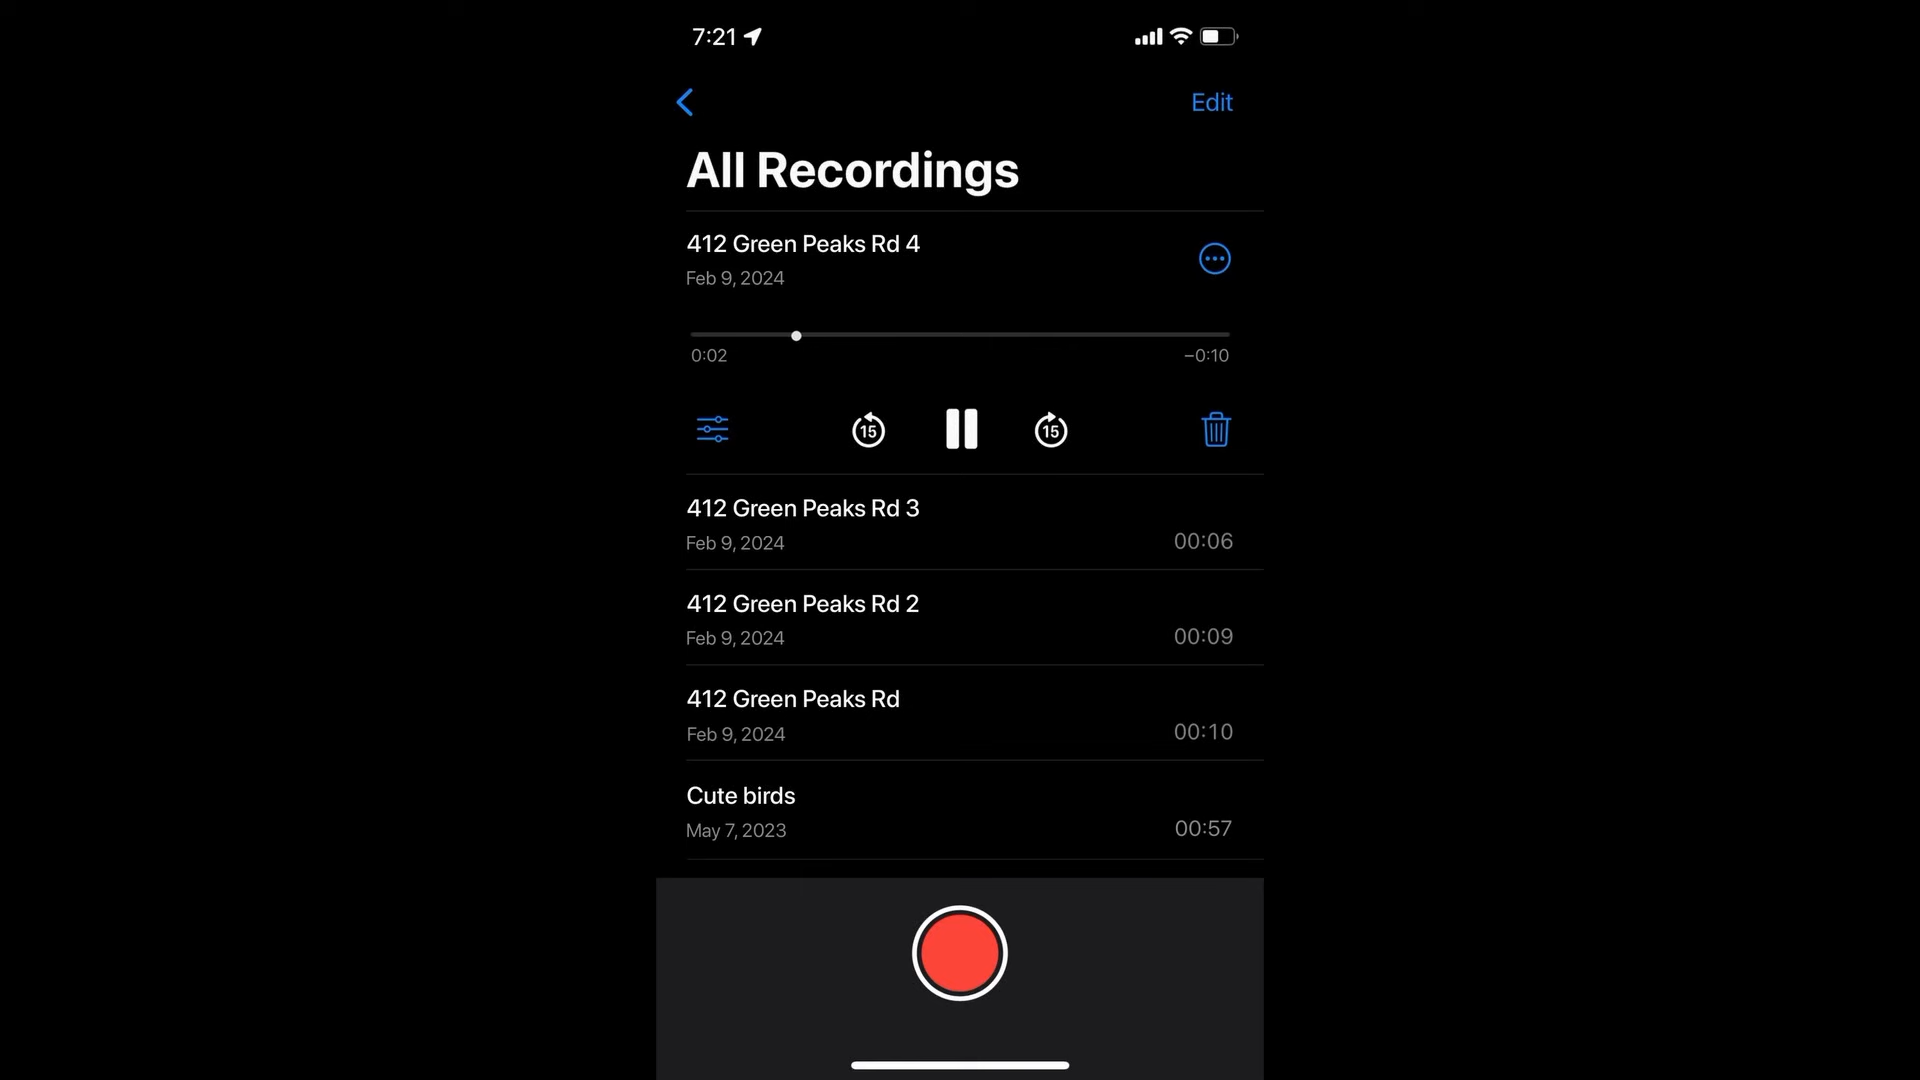 7:21
Edit
All Recordings
412 Green Peaks Rd 4
Feb 9, 2024
0:02
−0:10
15
15
412 Green Peaks Rd 3
Feb 9, 2024
00:06
412 Green Peaks Rd 2
Feb 9, 2024
00:09
412 Green Peaks Rd
Feb 9, 2024
00:10
Cute birds
May 7, 2023
00:57